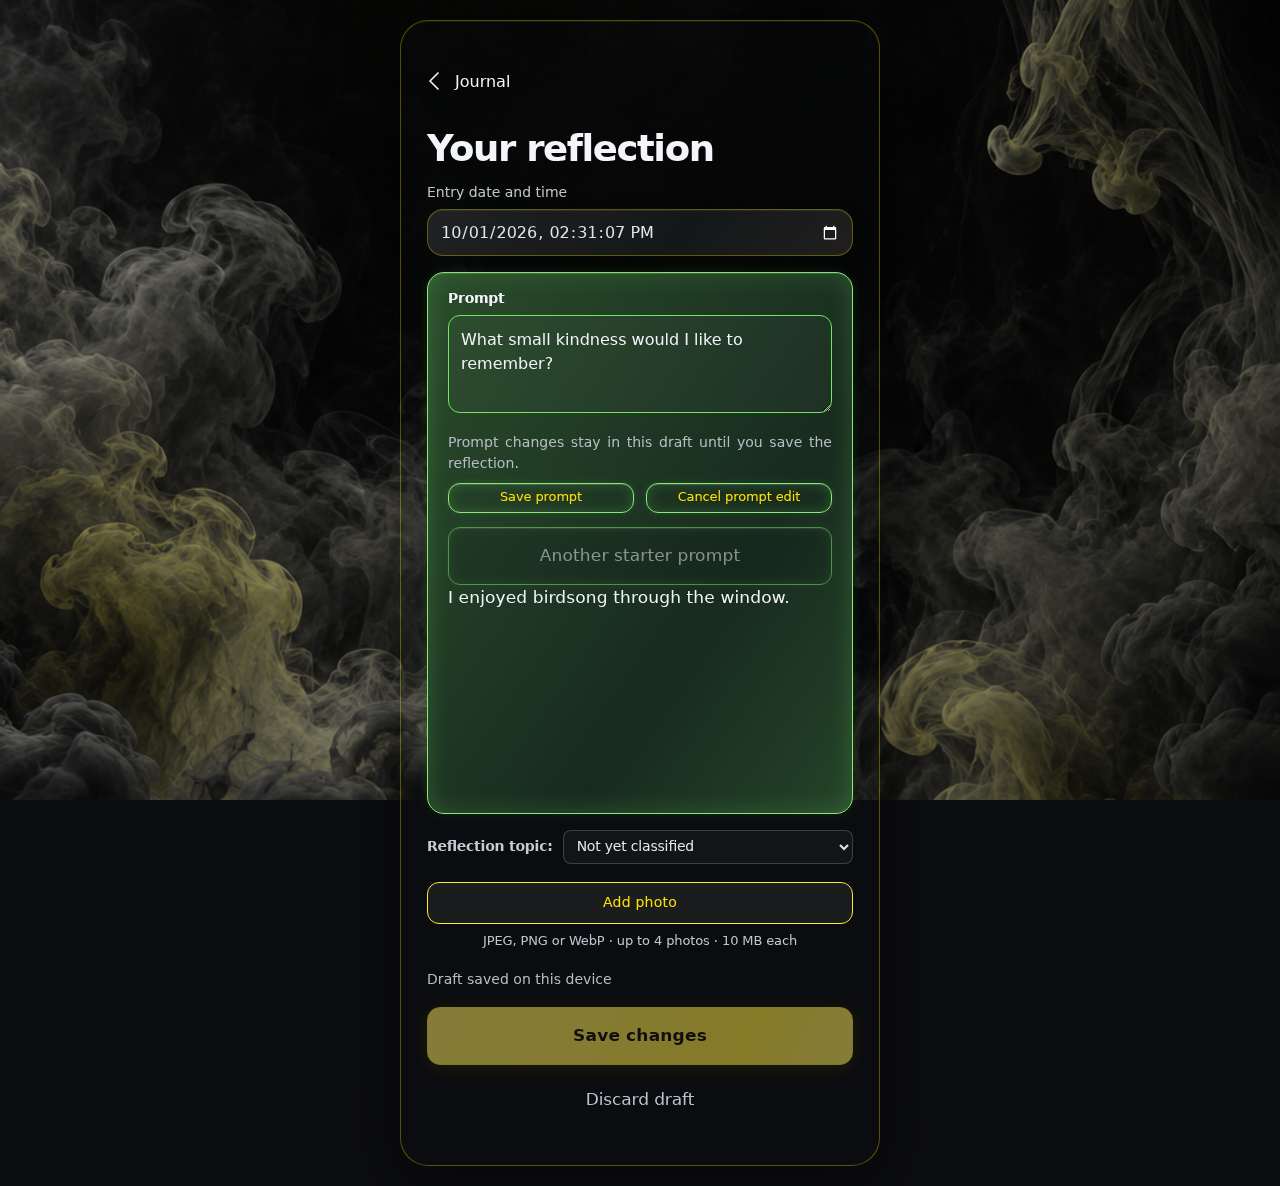 Journal
Your reflection
Entry date and time
10/01/2026, 02:31:07 PM
Prompt
What small kindness would I like to
remember?
Prompt changes stay in this draft until you save the
reflection.
Save prompt
Cancel prompt edit
Another starter prompt
I enjoyed birdsong through the window.
Reflection topic:
Not yet classified
Add photo
JPEG, PNG or WebP · up to 4 photos · 10 MB each
Draft saved on this device
Save changes
Discard draft